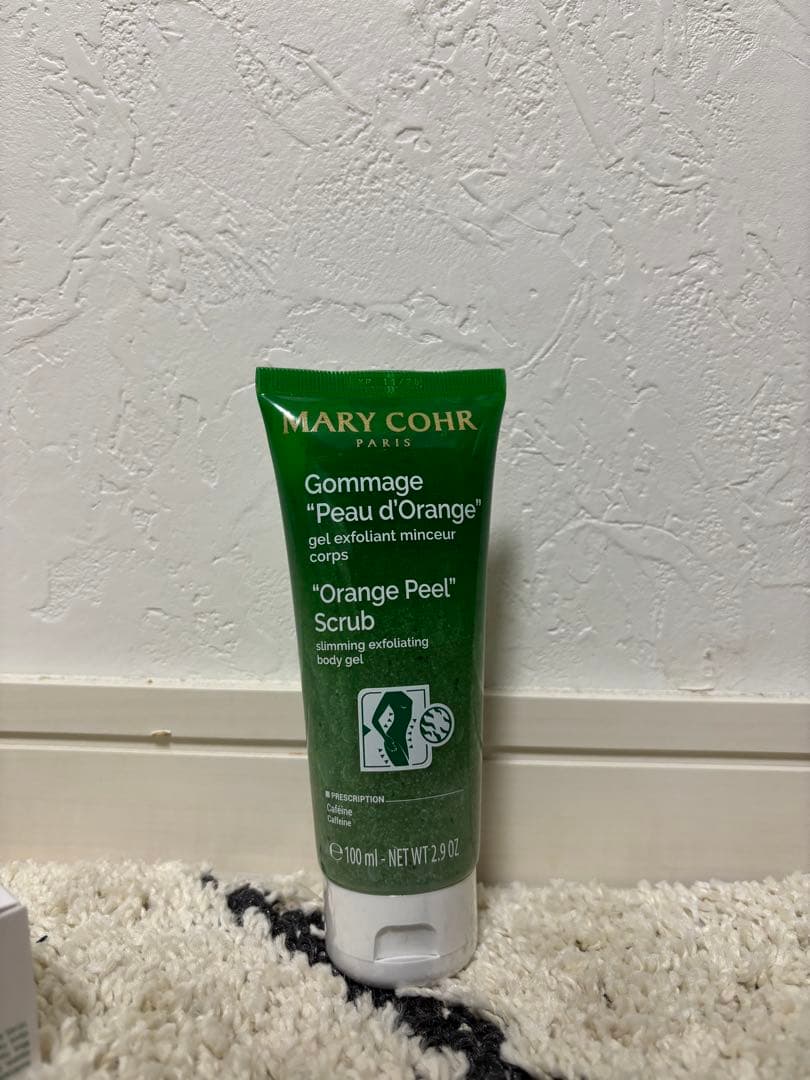 MARY COHR
PARIS
Gommage
“Peau d’Orange”
gel exfoliant minceur
corps
“Orange Peel”
Scrub
slimming exfoliating
body gel
PRESCRIPTION
Caféine
Caffeine
℮ 100 ml - NET WT 2.9 OZ